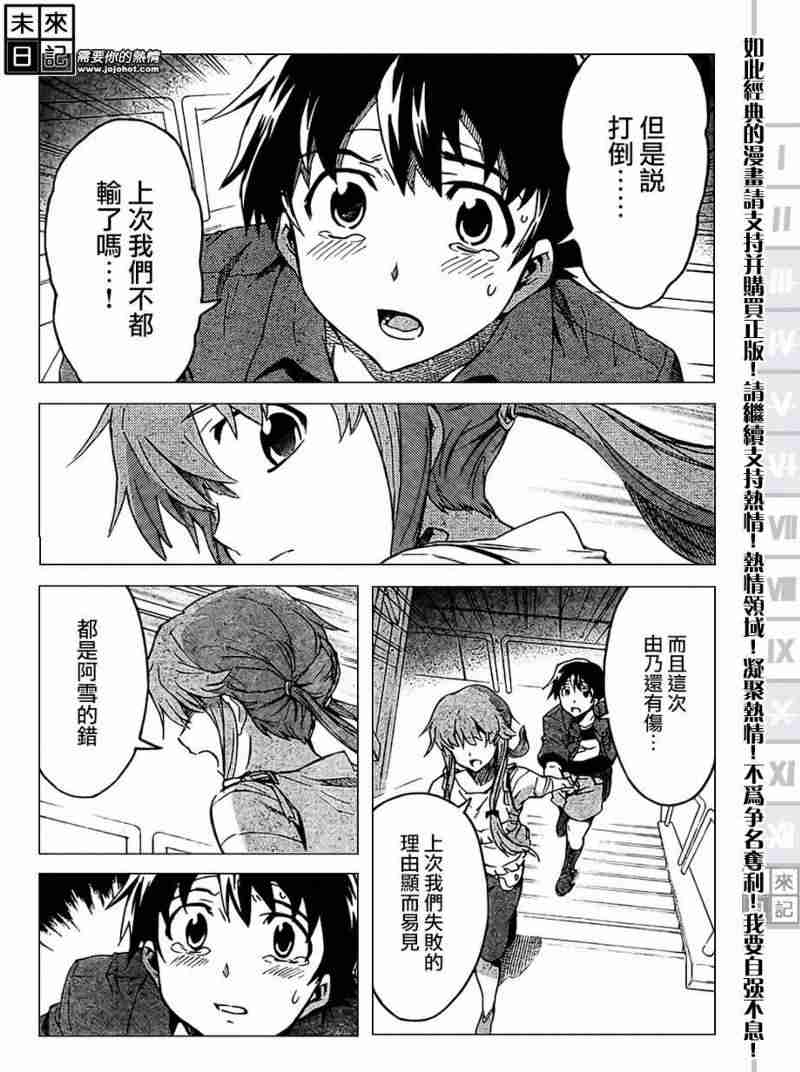 未來
日記
需要你的熱情
www.jojohot.com
但是說
打倒……
上次我們不都
輸了嗎…！
而且這次
由乃還有傷…
上次我們失敗的
理由顯而易見
都是阿雪的錯
如此經典的漫畫請支持并購買正版！請繼續支持熱情！熱情領域！凝聚熱情！不爲爭名奪利！我要自强不息！
I
II
III
IV
V
VI
VII
VIII
IX
X
XI
來
記